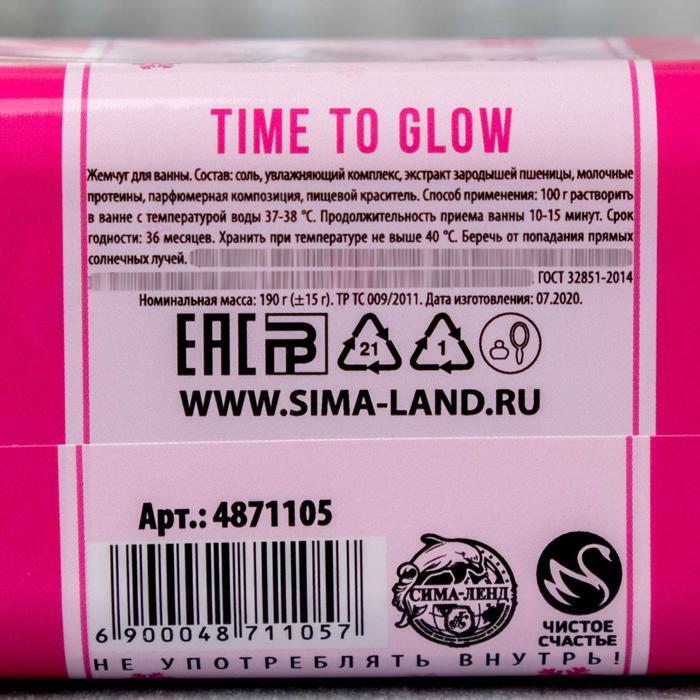 TIME TO GLOW
Жемчуг для ванны. Состав: соль, увлажняющий комплекс, экстракт зародышей пшеницы, молочные
протеины, парфюмерная композиция, пищевой краситель. Способ применения: 100 г растворить
в ванне с температурой воды 37-38 °С. Продолжительность приема ванны 10-15 минут. Срок
годности: 36 месяцев. Хранить при температуре не выше 40 °С. Беречь от попадания прямых
солнечных лучей.
ГОСТ 32851-2014
Номинальная масса: 190 г (±15 г). ТР ТС 009/2011. Дата изготовления: 07.2020.
ЕАС 21 1
WWW.SIMA-LAND.RU
Арт.: 4871105
СИМА-ЛЕНД
6 900048 711057
ЧИСТОЕ
СЧАСТЬЕ
НЕ УПОТРЕБЛЯТЬ ВНУТРЬ!